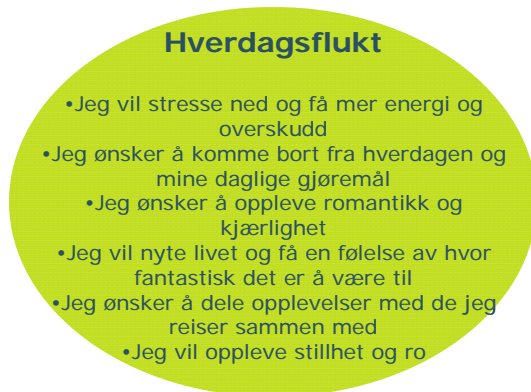 Hverdagsflukt
•Jeg vil stresse ned og få mer energi og
overskudd
•Jeg ønsker å komme bort fra hverdagen og
mine daglige gjøremål
•Jeg ønsker å oppleve romantikk og
kjærlighet
•Jeg vil nyte livet og få en følelse av hvor
fantastisk det er å være til
•Jeg ønsker å dele opplevelser med de jeg
reiser sammen med
•Jeg vil oppleve stillhet og ro